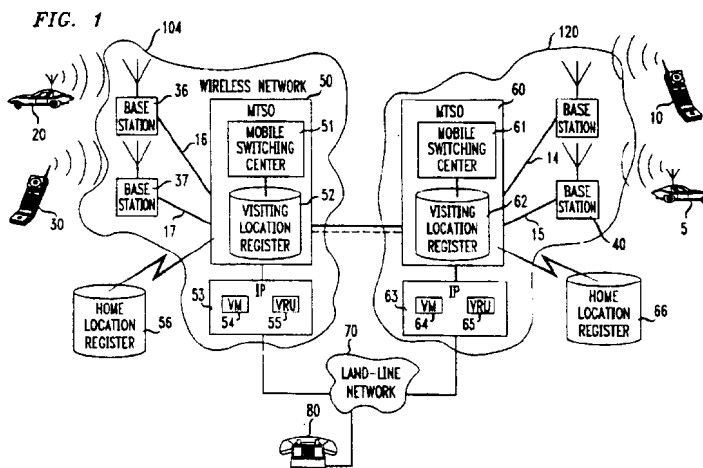 FIG. 1
104
120
WIRELESS NETWORK
36
50
60
BASE
STATION
MTSO
MTSO
BASE
STATION
20
51
MOBILE
SWITCHING
CENTER
61
MOBILE
SWITCHING
CENTER
10
16
14
37
BASE
STATION
52
VISITING
LOCATION
REGISTER
62
VISITING
LOCATION
REGISTER
BASE
STATION
30
17
15
40
5
HOME
LOCATION
REGISTER
56
53
IP
VM
VRU
54
55
63
IP
VM
VRU
64
65
HOME
LOCATION
REGISTER
66
70
LAND-LINE
NETWORK
80